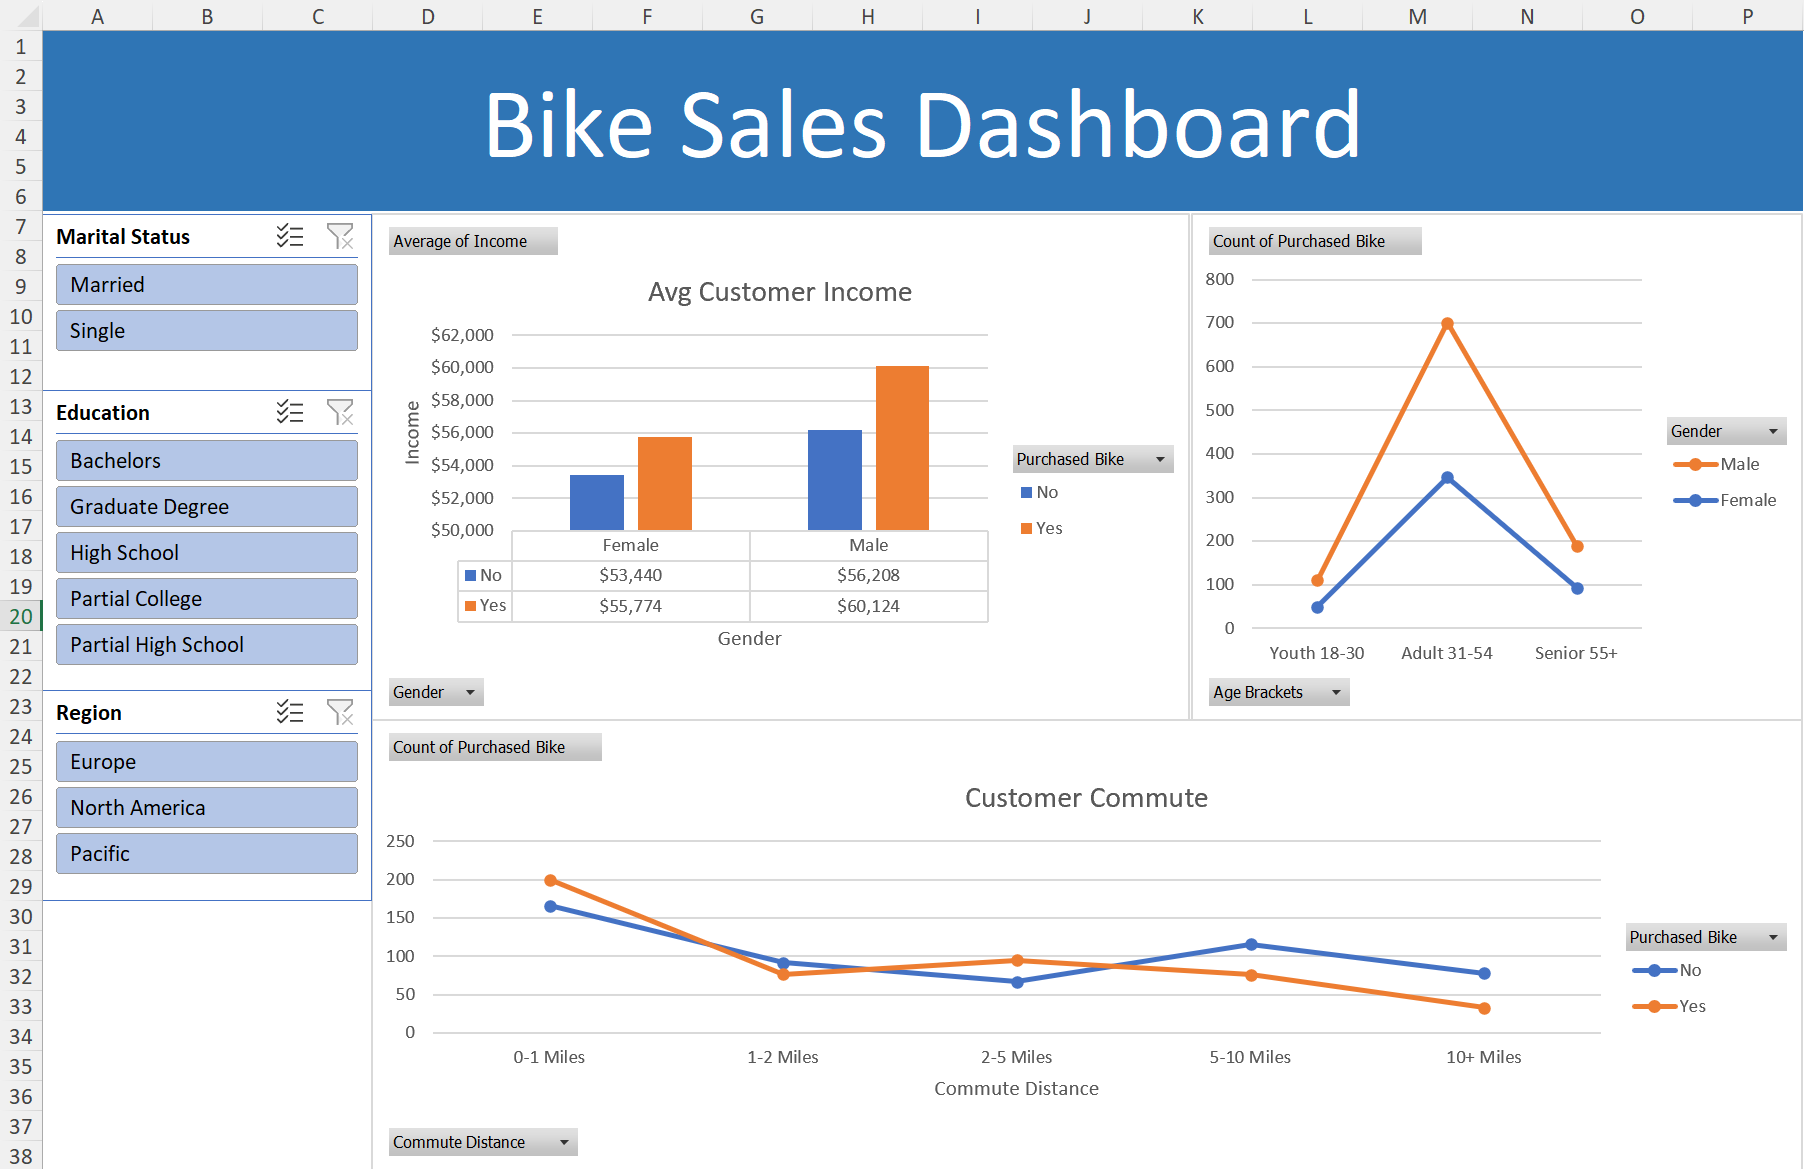 A B C D E F G H I J K L M N O P
1
2
3
4
5
6
7
8
9
10
11
12
13
14
15
16
17
18
19
20
21
22
23
24
25
26
27
28
29
30
31
32
33
34
35
36
37
38
Bike Sales Dashboard
Marital Status
Married
Single
Education
Bachelors
Graduate Degree
High School
Partial College
Partial High School
Region
Europe
North America
Pacific
Average of Income
Avg Customer Income
Income
$62,000
$60,000
$58,000
$56,000
$54,000
$52,000
$50,000
Female Male
No $53,440 $56,208
Yes $55,774 $60,124
Gender
Purchased Bike
No
Yes
Gender
Count of Purchased Bike
800
700
600
500
400
300
200
100
0
Youth 18-30 Adult 31-54 Senior 55+
Gender
Male
Female
Age Brackets
Count of Purchased Bike
Customer Commute
250
200
150
100
50
0
0-1 Miles 1-2 Miles 2-5 Miles 5-10 Miles 10+ Miles
Commute Distance
Purchased Bike
No
Yes
Commute Distance